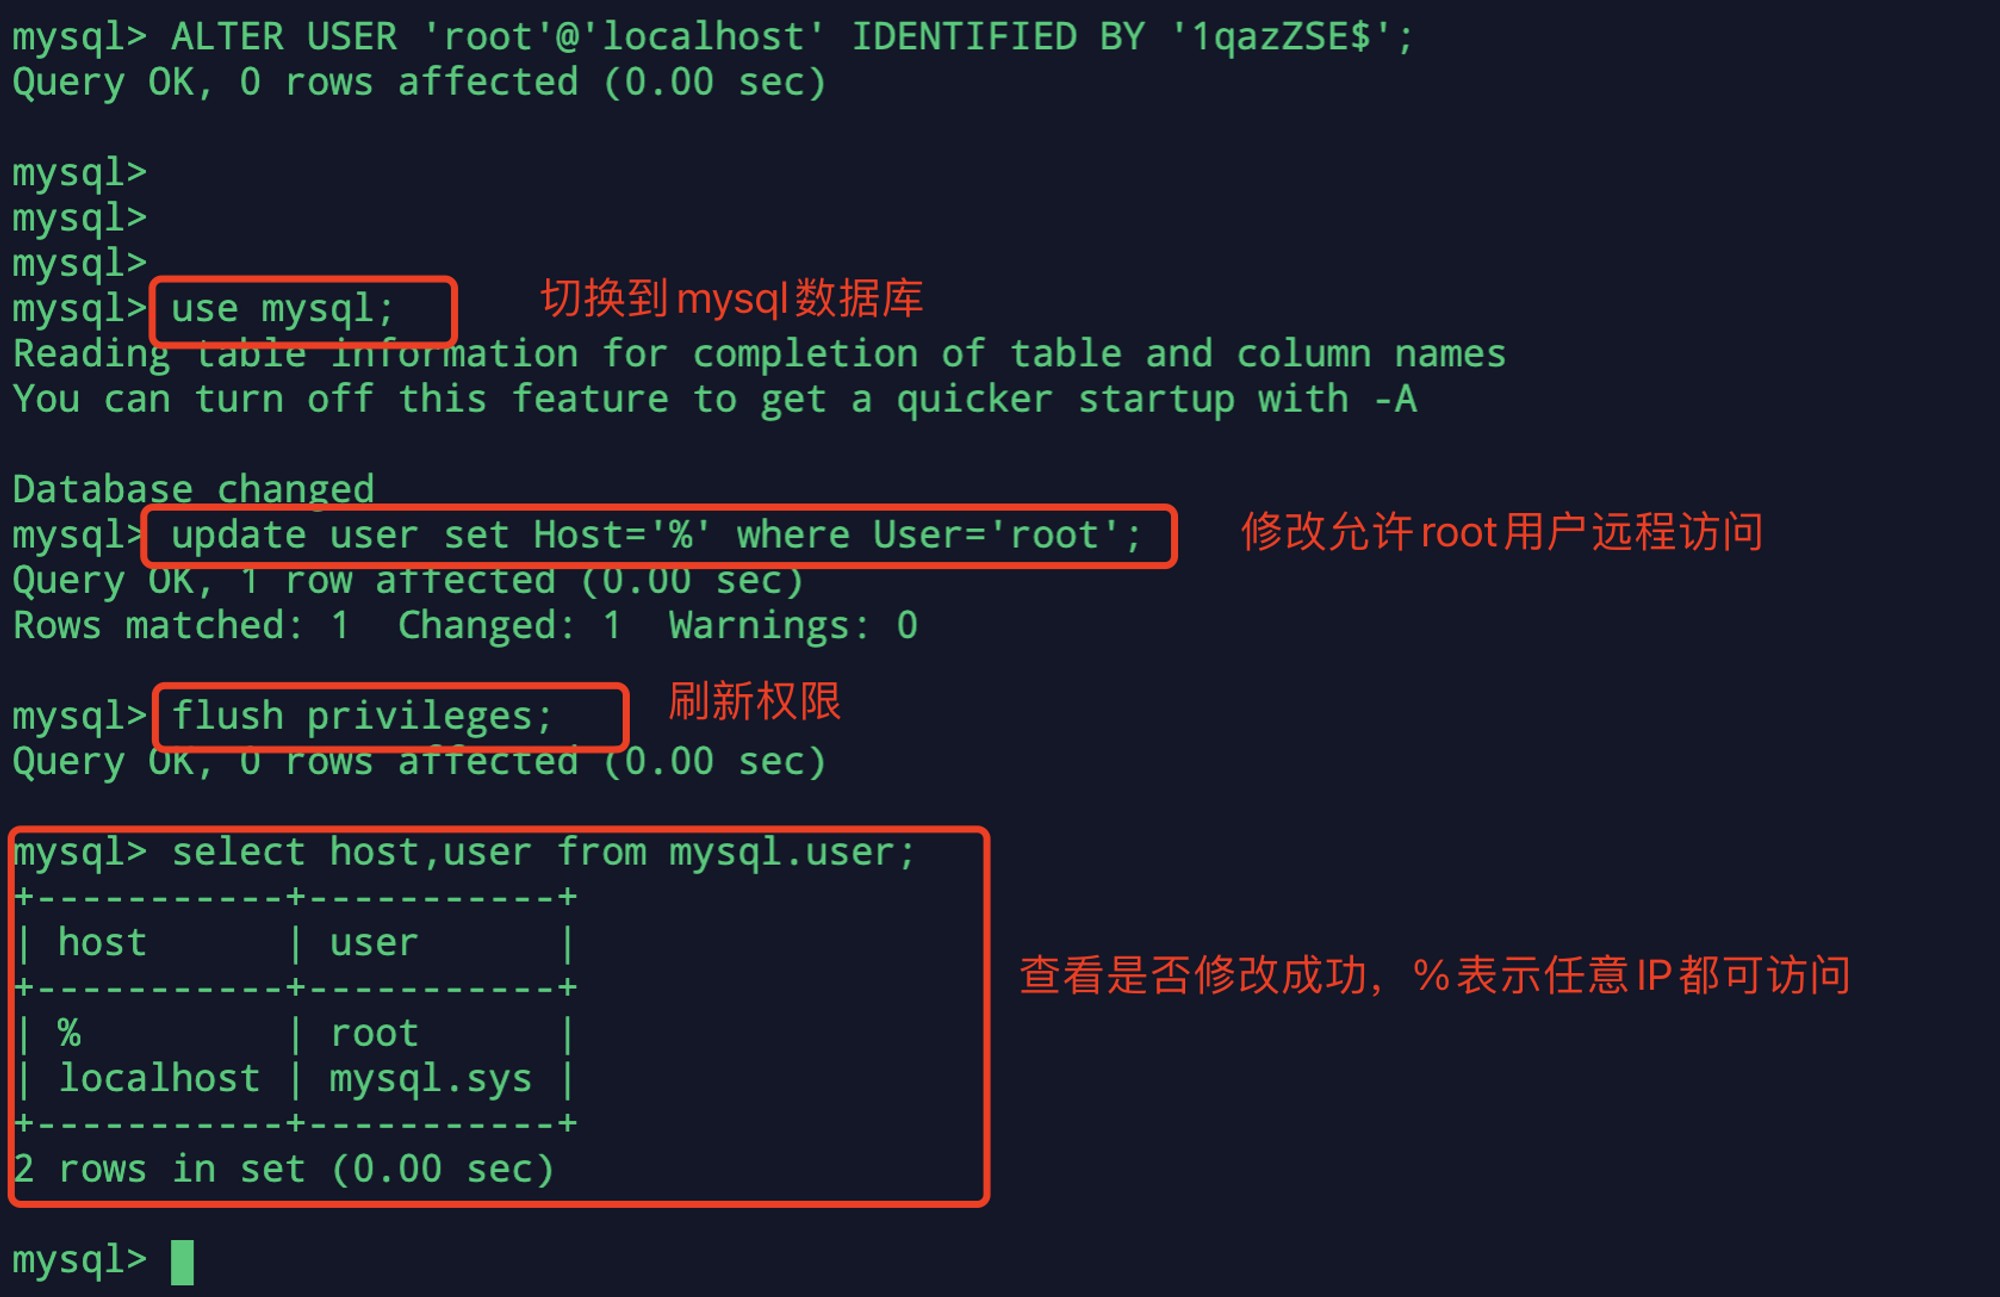 mysql> ALTER USER 'root'@'localhost' IDENTIFIED BY '1qazZSE$';
Query OK, 0 rows affected (0.00 sec)
mysql>
mysql>
mysql>
mysql> use mysql;
切换到mysql数据库
Reading table information for completion of table and column names
You can turn off this feature to get a quicker startup with -A
Database changed
mysql> update user set Host='%' where User='root';
修改允许root用户远程访问
Query OK, 1 row affected (0.00 sec)
Rows matched: 1  Changed: 1  Warnings: 0
mysql> flush privileges;
刷新权限
Query OK, 0 rows affected (0.00 sec)
mysql> select host,user from mysql.user;
+-----------+-----------+
| host      | user      |
+-----------+-----------+
| %         | root      |
| localhost | mysql.sys |
+-----------+-----------+
2 rows in set (0.00 sec)
查看是否修改成功，%表示任意IP都可访问
mysql>